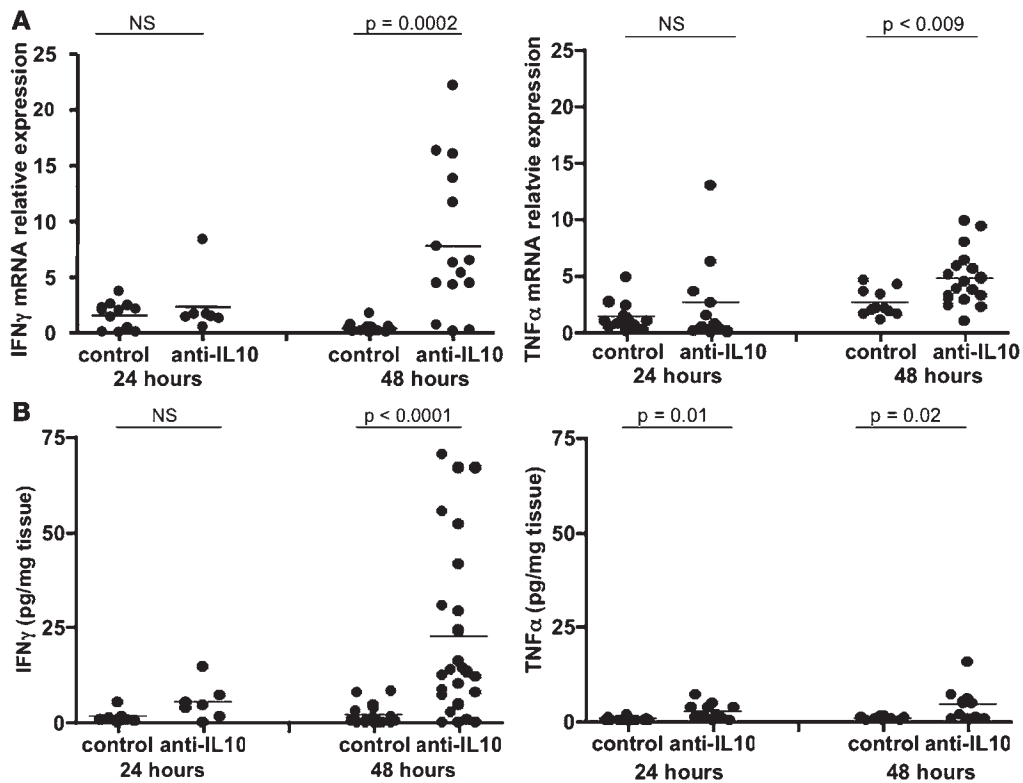 A
NS
p = 0.0002
IFNγ mRNA relative expression
25
20
15
10
5
0
control anti-IL10 control anti-IL10
24 hours 48 hours
NS
p < 0.009
TNFα mRNA relatvie expression
25
20
15
10
5
0
control anti-IL10 control anti-IL10
24 hours 48 hours
B
NS
p < 0.0001
IFNγ (pg/mg tissue)
75
50
25
0
control anti-IL10 control anti-IL10
24 hours 48 hours
p = 0.01
p = 0.02
TNFα (pg/mg tissue)
75
50
25
0
control anti-IL10 control anti-IL10
24 hours 48 hours